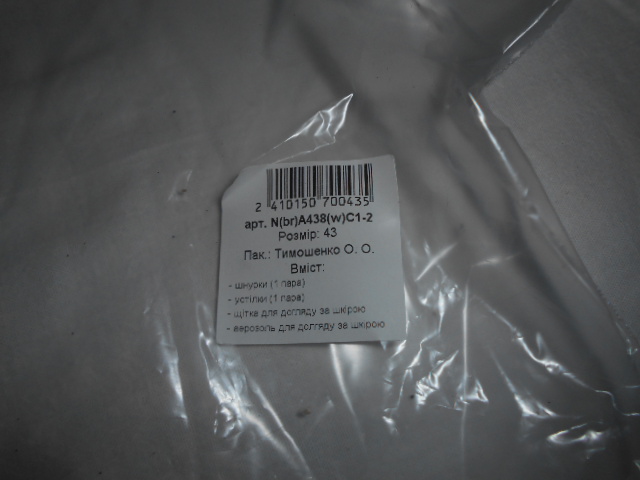 2 410150 700435
арт. N(br)A438(w)C1-2
Розмір: 43
Пак.: Тимошенко О. О.
Вміст:
- шнурки (1 пара)
- устілки (1 пара)
- щітка для догляду за шкірою
- аерозоль для догляду за шкірою